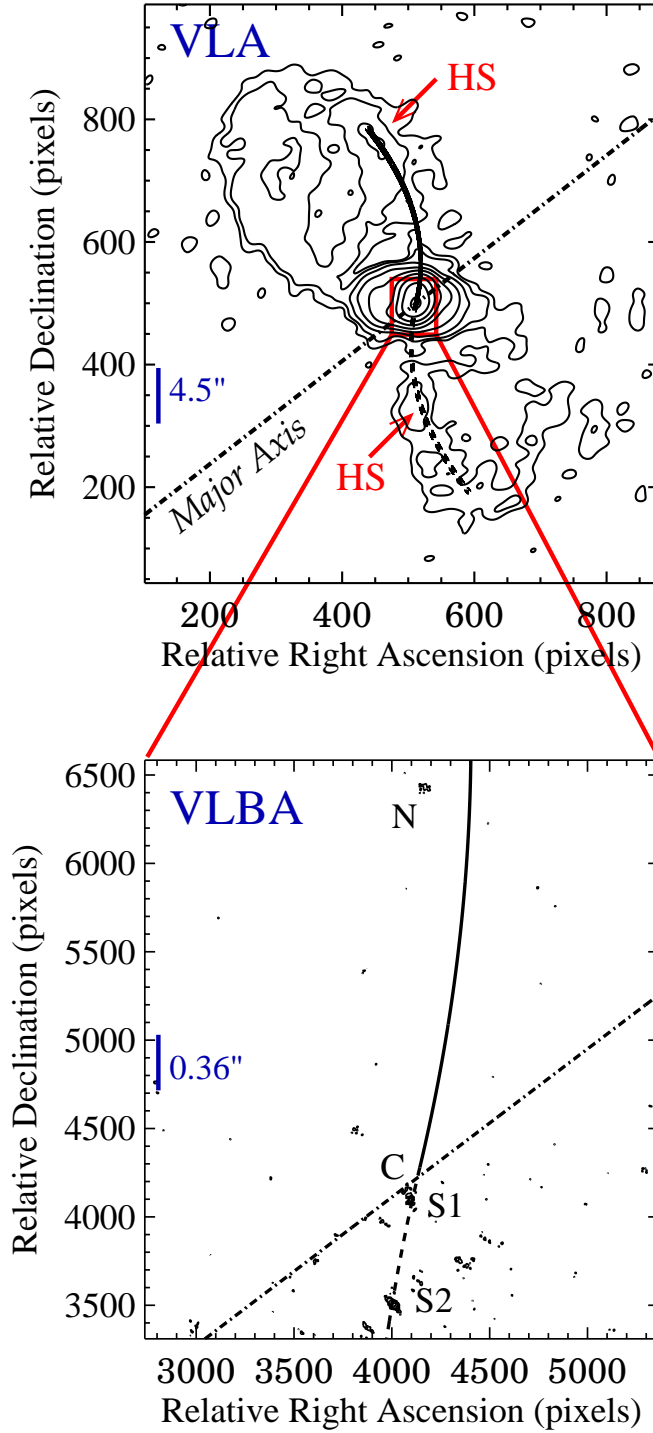 VLA
HS
800
600
400
200
4.5"
HS
Major Axis
200 400 600 800
Relative Right Ascension (pixels)
Relative Declination (pixels)
VLBA
N
6500
6000
5500
5000
4500
4000
3500
0.36"
C
S1
S2
3000 3500 4000 4500 5000
Relative Right Ascension (pixels)
Relative Declination (pixels)